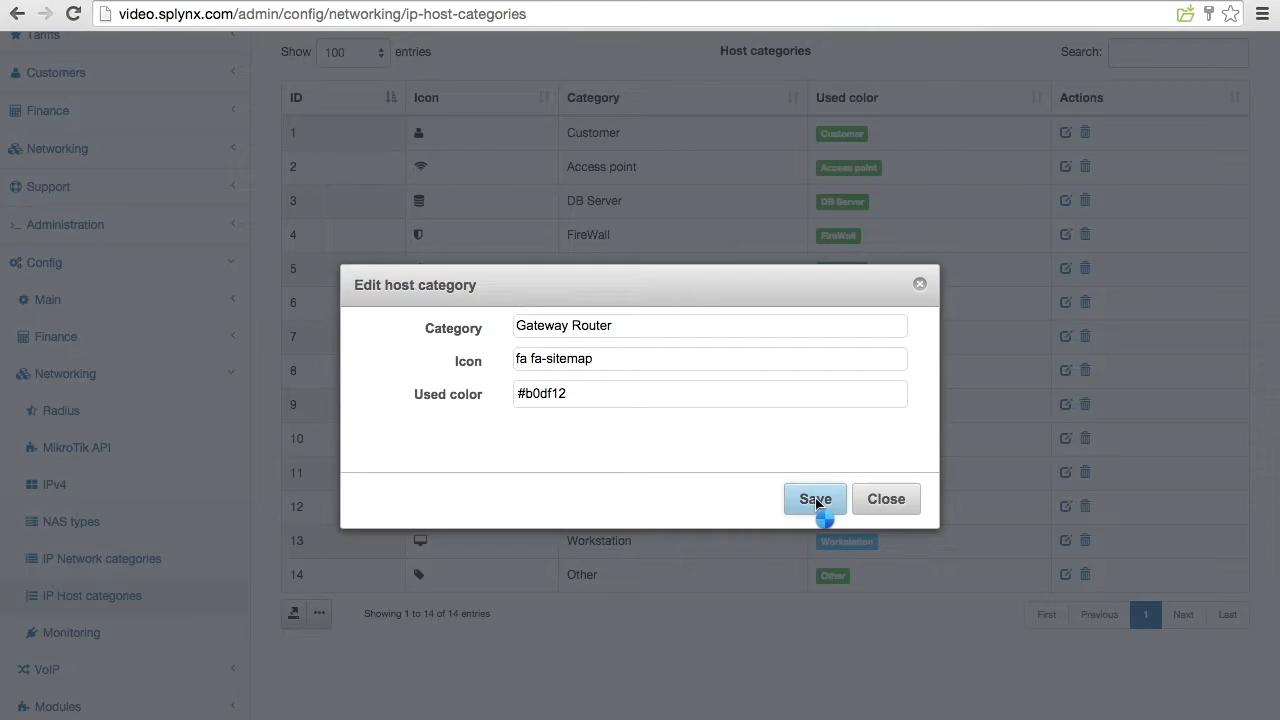 video.splynx.com/admin/config/networking/ip-host-categories
Tariffs
Customers
Finance
Networking
Support
Administration
Config
Main
Finance
Networking
Radius
MikroTik API
IPv4
NAS types
IP Network categories
IP Host categories
Monitoring
VoIP
Modules
Show 100 entries
Host categories
Search:
ID Icon Category Used color Actions
1 Customer Customer
2 Access point Access point
3 DB Server DB Server
4 FireWall FireWall
5
6
7
8
9
10
11
12
13 Workstation Workstation
14 Other Other
Showing 1 to 14 of 14 entries
First Previous 1 Next Last
Edit host category
Category Gateway Router
Icon fa fa-sitemap
Used color #b0df12
Save Close